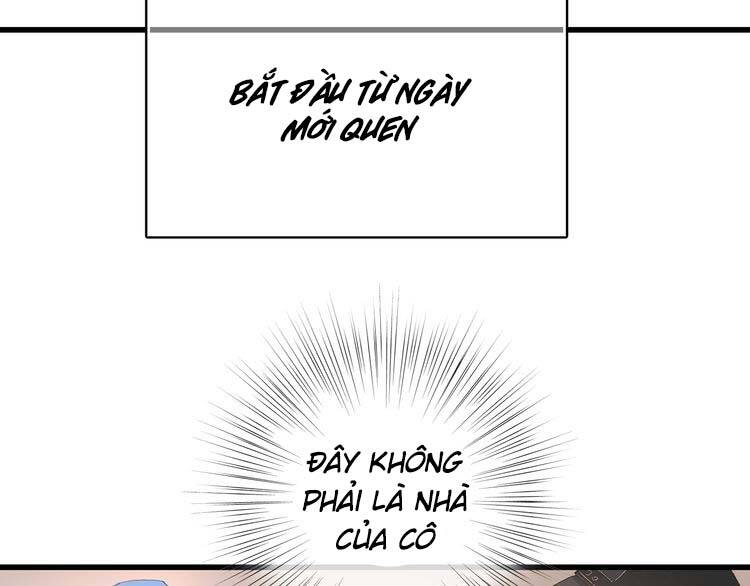 BẮT ĐẦU TỪ NGÀY
MỚI QUEN
ĐÂY KHÔNG
PHẢI LÀ NHÀ
CỦA CÔ